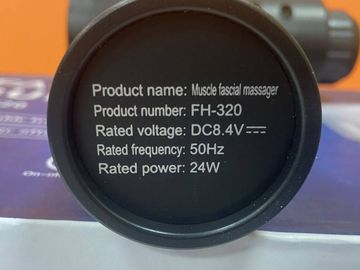 Product name: Muscle fascial massager
Product number: FH-320
Rated voltage: DC8.4V⎓
Rated frequency: 50Hz
Rated power: 24W